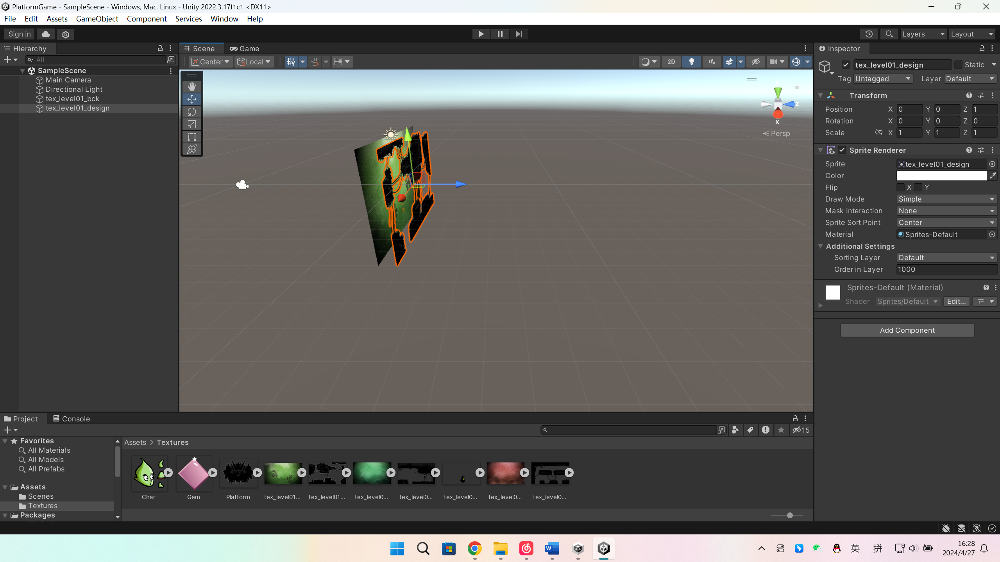 PlatformGame - SampleScene - Windows, Mac, Linux - Unity 2022.3.17f1c1 <DX11>
File Edit Assets GameObject Component Services Window Help
Sign in
Layers Layout
Hierarchy
All
SampleScene
Main Camera
Directional Light
tex_level01_bck
tex_level01_design
Scene Game
Center Local 2D
Y
Z
X
Persp
Inspector
tex_level01_design Static
Tag Untagged Layer Default
Transform
Position X 0 Y 0 Z 1
Rotation X 0 Y 0 Z 0
Scale X 1 Y 1 Z 1
Sprite Renderer
Sprite tex_level01_design
Color
Flip X Y
Draw Mode Simple
Mask Interaction None
Sprite Sort Point Center
Material Sprites-Default
Additional Settings
Sorting Layer Default
Order in Layer 1000
Sprites-Default (Material)
Shader Sprites/Default Edit...
Add Component
Project Console
15
Favorites
All Materials
All Models
All Prefabs
Assets
Scenes
Textures
Packages
Assets > Textures
Char Gem Platform tex_level01... tex_level01... tex_level0... tex_level0... tex_level0... tex_level0... tex_level0...
英 拼 16:28
2024/4/27